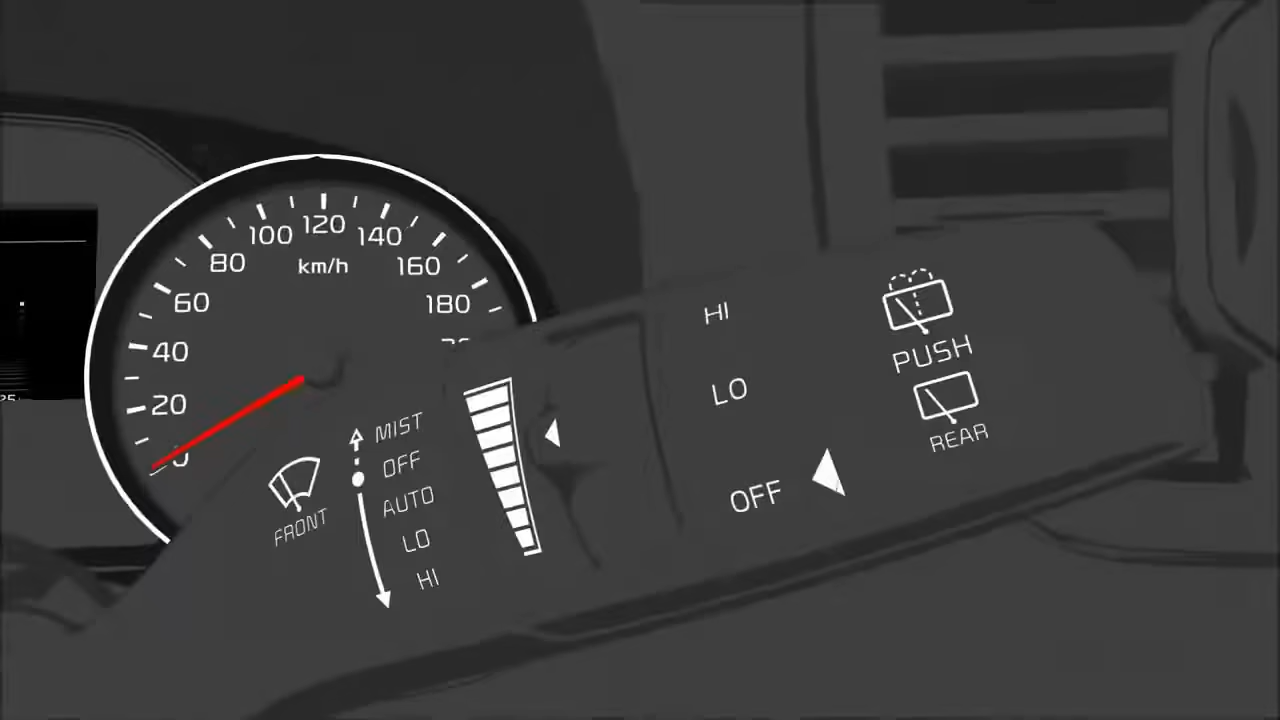 120
100
140
km/h
80
160
60
180
40
20
0
MIST
OFF
AUTO
LO
HI
FRONT
HI
LO
OFF
PUSH
REAR